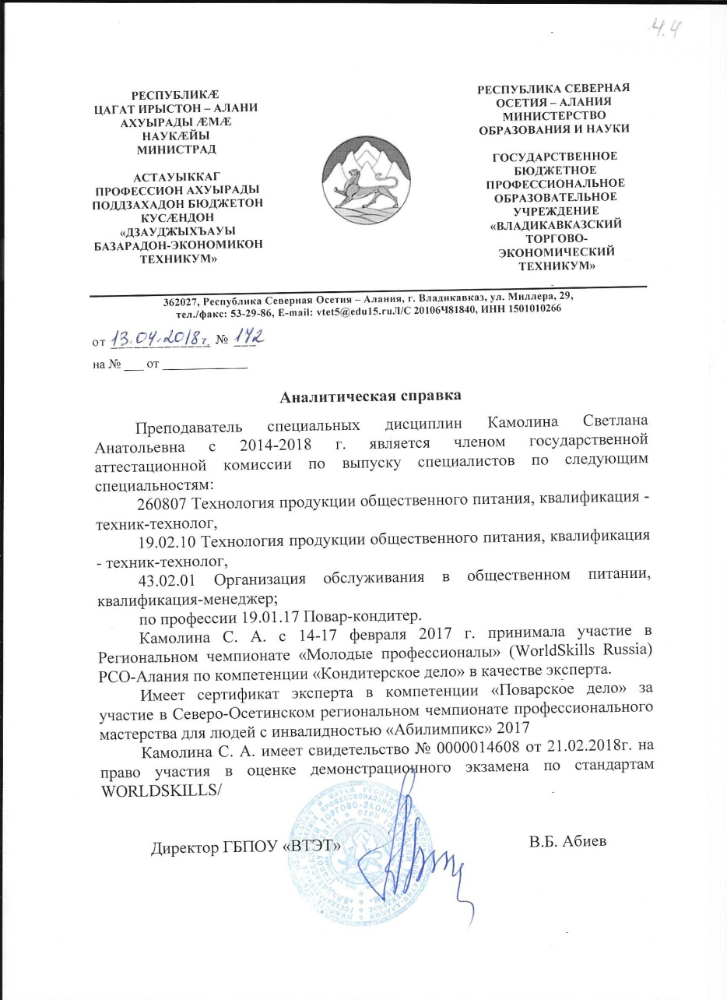 4.4
РЕСПУБЛИКÆ
ЦАГАТ ИРЫСТОН – АЛАНИ
АХУЫРАДЫ ÆМÆ
НАУКÆЙЫ
МИНИСТРАД
АСТАУЫККАГ
ПРОФЕССИОН АХУЫРАДЫ
ПОДДЗАХАДОН БЮДЖЕТОН
КУСÆНДОН
«ДЗАУДЖЫХЪАУЫ
БАЗАРАДОН-ЭКОНОМИКОН
ТЕХНИКУМ»
РЕСПУБЛИКА СЕВЕРНАЯ
ОСЕТИЯ – АЛАНИЯ
МИНИСТЕРСТВО
ОБРАЗОВАНИЯ И НАУКИ
ГОСУДАРСТВЕННОЕ
БЮДЖЕТНОЕ
ПРОФЕССИОНАЛЬНОЕ
ОБРАЗОВАТЕЛЬНОЕ
УЧРЕЖДЕНИЕ
«ВЛАДИКАВКАЗСКИЙ
ТОРГОВО-
ЭКОНОМИЧЕСКИЙ
ТЕХНИКУМ»
362027, Республика Северная Осетия – Алания, г. Владикавказ, ул. Миллера, 29,
тел./факс: 53-29-86, E-mail: vtet5@edu15.ruЛ/С 20106Ч81840, ИНН 1501010266
от 13.04.2018г. № 142
на № ___ от ______________
Аналитическая справка
Преподаватель специальных дисциплин Камолина Светлана
Анатольевна с 2014-2018 г. является членом государственной
аттестационной комиссии по выпуску специалистов по следующим
специальностям:
260807 Технология продукции общественного питания, квалификация -
техник-технолог,
19.02.10 Технология продукции общественного питания, квалификация
- техник-технолог,
43.02.01 Организация обслуживания в общественном питании,
квалификация-менеджер;
по профессии 19.01.17 Повар-кондитер.
Камолина С. А. с 14-17 февраля 2017 г. принимала участие в
Региональном чемпионате «Молодые профессионалы» (WorldSkills Russia)
РСО-Алания по компетенции «Кондитерское дело» в качестве эксперта.
Имеет сертификат эксперта в компетенции «Поварское дело» за
участие в Северо-Осетинском региональном чемпионате профессионального
мастерства для людей с инвалидностью «Абилимпикс» 2017
Камолина С. А. имеет свидетельство № 0000014608 от 21.02.2018г. на
право участия в оценке демонстрационного экзамена по стандартам
WORLDSKILLS/
Директор ГБПОУ «ВТЭТ»
В.Б. Абиев